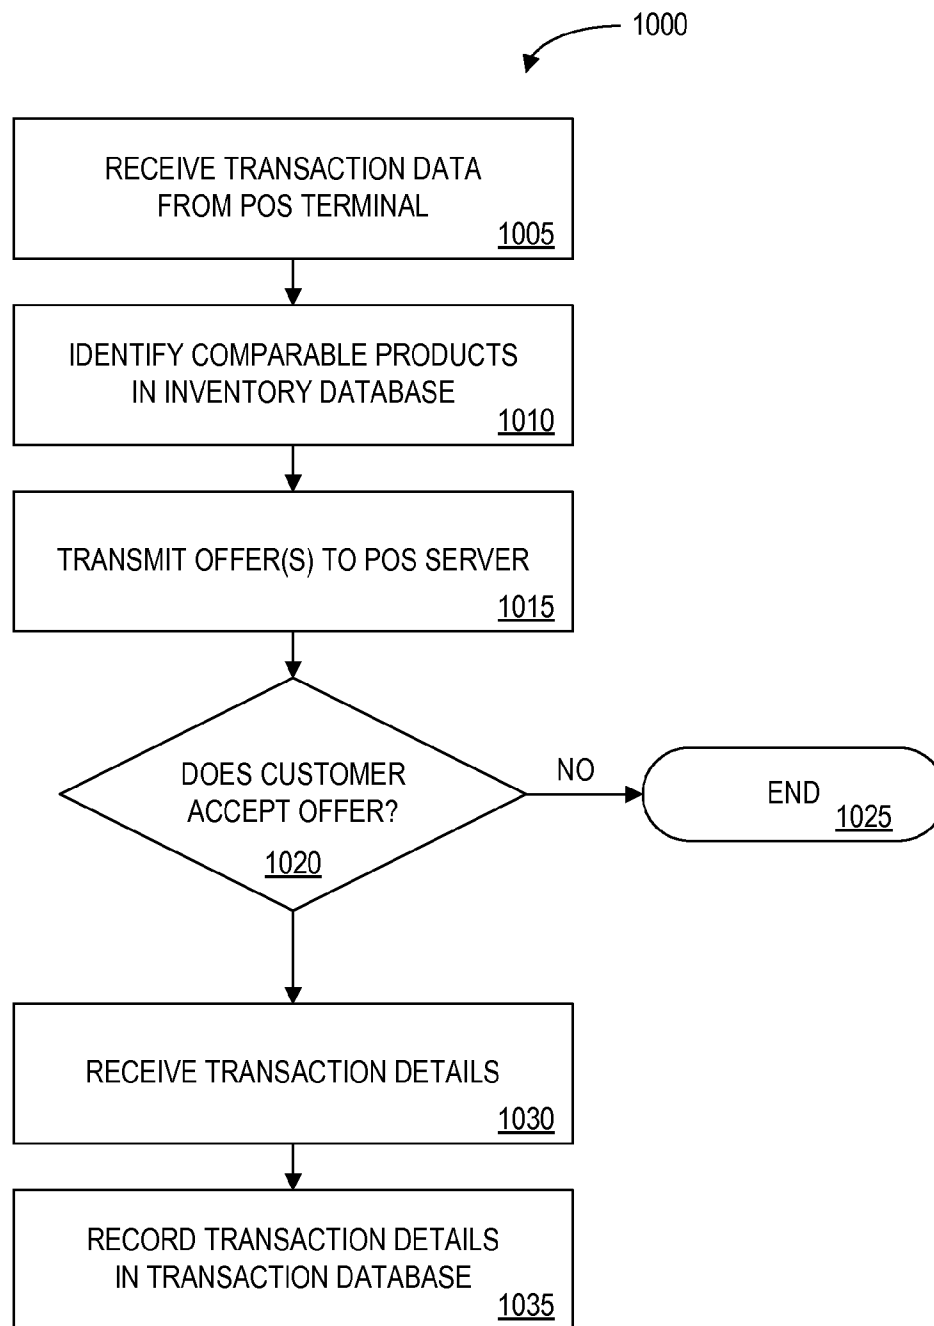 1000
RECEIVE TRANSACTION DATA
FROM POS TERMINAL
1005
IDENTIFY COMPARABLE PRODUCTS
IN INVENTORY DATABASE
1010
TRANSMIT OFFER(S) TO POS SERVER
1015
DOES CUSTOMER
ACCEPT OFFER?
1020
NO
END
1025
RECEIVE TRANSACTION DETAILS
1030
RECORD TRANSACTION DETAILS
IN TRANSACTION DATABASE
1035